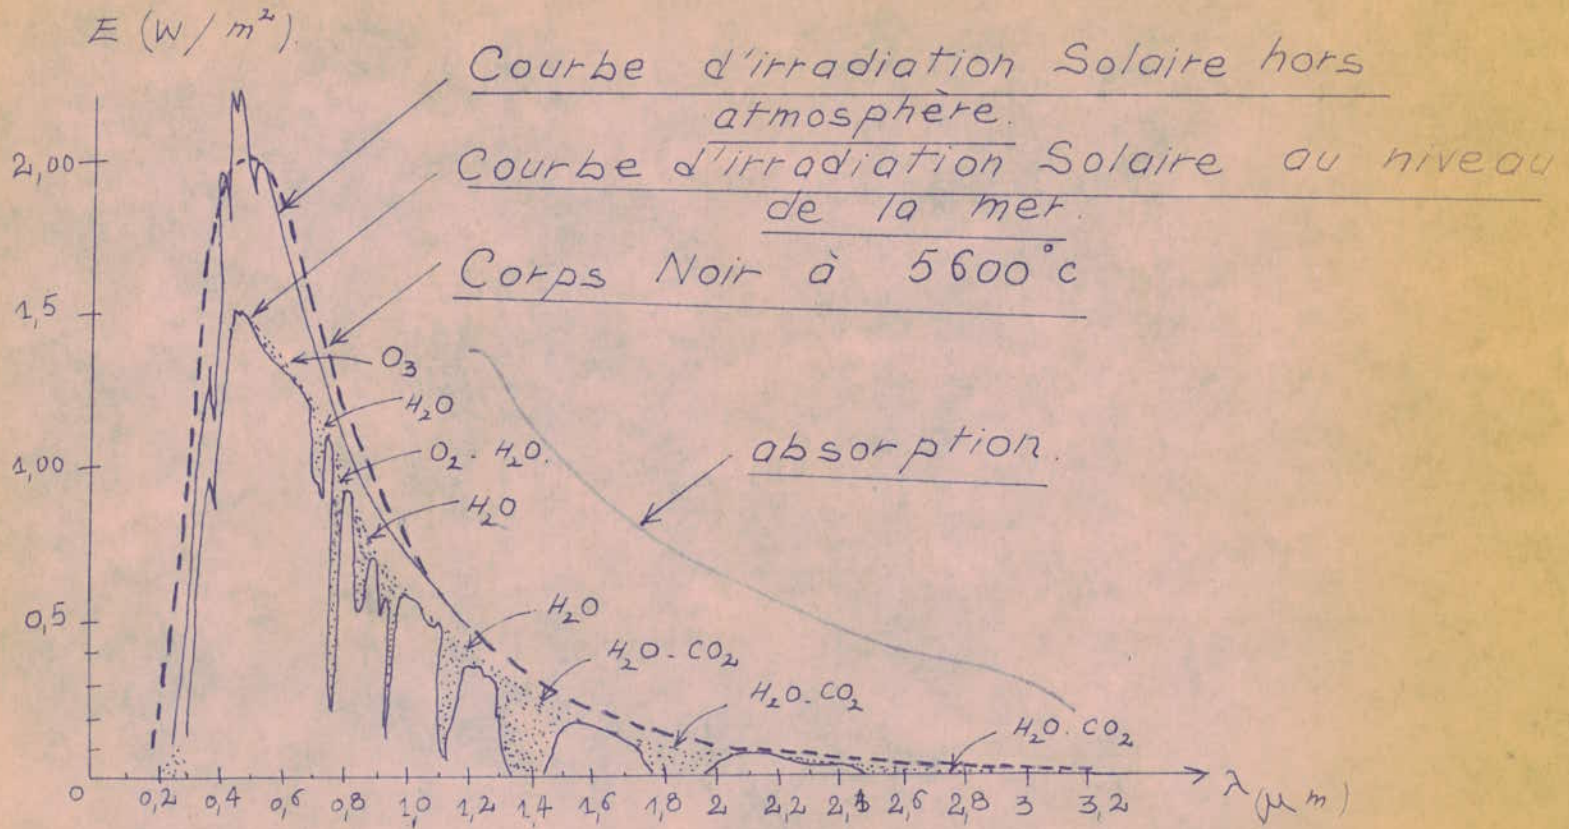 E (W/m²).
Courbe d'irradiation Solaire hors
atmosphère.
Courbe d'irradiation Solaire au niveau
de la mer.
Corps Noir à 5600°C
2,00
1,5
1,00
0,5
O₃
H₂O
O₂. H₂O.
H₂O
absorption.
H₂O
H₂O-CO₂
H₂O-CO₂
H₂O.CO₂
0 0,2 0,4 0,6 0,8 1,0 1,2 1,4 1,6 1,8 2 2,2 2,4 2,6 2,8 3 3,2
λ (μm)